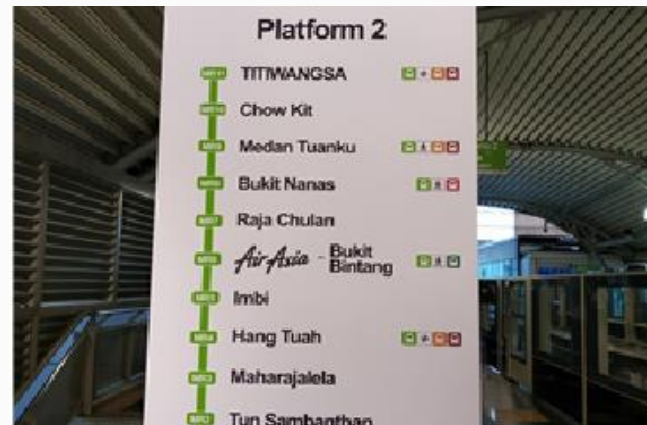 Platform 2
TITIWANGSA
Chow Kit
Medan Tuanku
Bukit Nanas
Raja Chulan
AirAsia - Bukit
Bintang
Imbi
Hang Tuah
Maharajalela
Tun Sambanthan